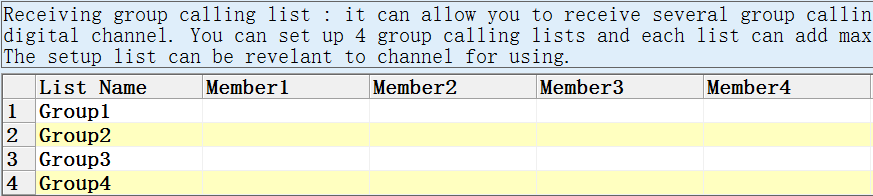 Receiving group calling list : it can allow you to receive several group callin
digital channel. You can set up 4 group calling lists and each list can add max
The setup list can be revelant to channel for using.
List Name Member1 Member2 Member3 Member4
1 Group1
2 Group2
3 Group3
4 Group4